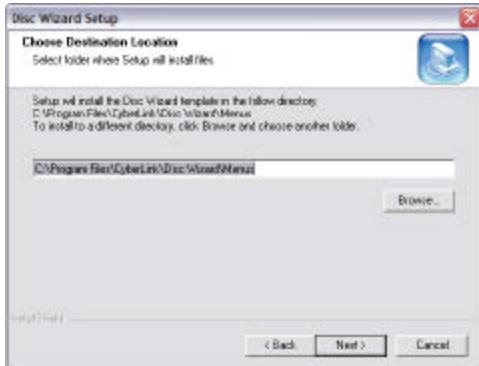 Disc Wizard Setup
Choose Destination Location
Select folder where Setup will install files.
Setup will install the Disc Wizard template in the follow directory.
C:\Program Files\CyberLink\Disc Wizard\Menus
To install to a different directory, click Browse and choose another folder.
C:\Program Files\CyberLink\Disc Wizard\Menus
Browse...
InstallShield
< Back
Next >
Cancel